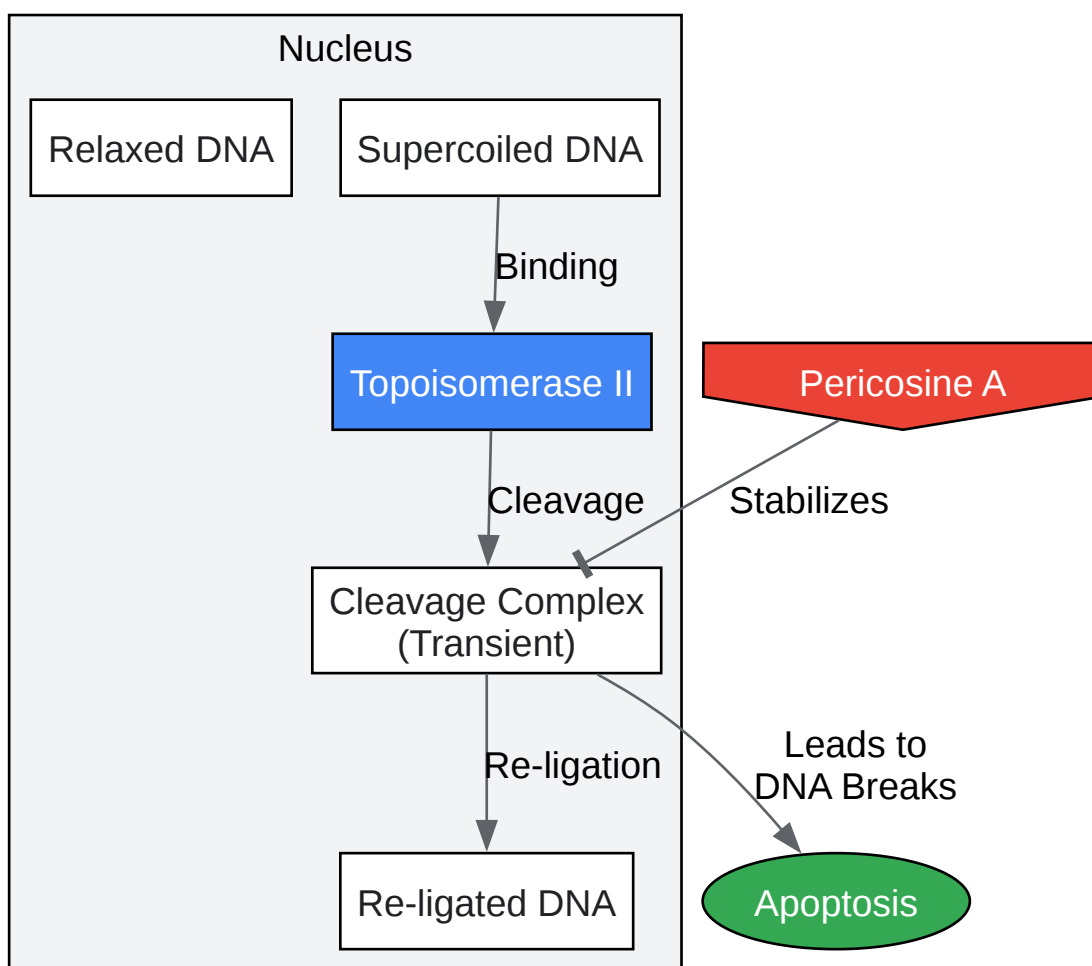 Nucleus
Relaxed DNA
Supercoiled DNA
Binding
Topoisomerase II
Pericosine A
Cleavage
Stabilizes
Cleavage Complex
(Transient)
Re-ligation
Leads to
DNA Breaks
Re-ligated DNA
Apoptosis